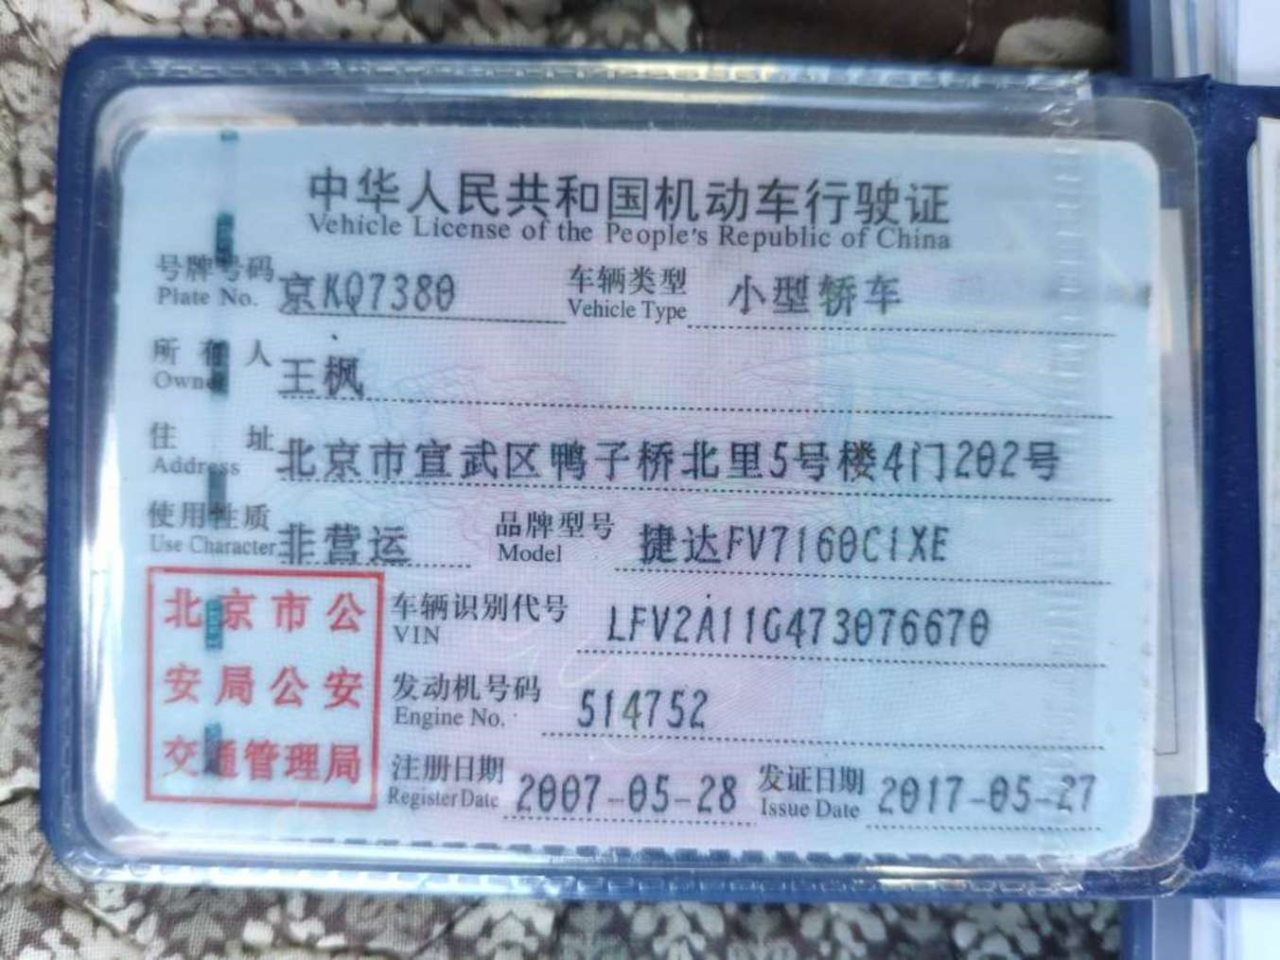 中华人民共和国机动车行驶证
Vehicle License of the People's Republic of China
号牌号码 京KQ7380 车辆类型 小型轿车
Plate No. Vehicle Type
所有人 王枫
Owner
住址 北京市宣武区鸭子桥北里5号楼4门202号
Address
使用性质 非营运 品牌型号 捷达FV7160CIXE
Use Character Model
北京市公
安局公安
交通管理局
车辆识别代号 LFV2A11G473076670
VIN
发动机号码 514752
Engine No.
注册日期 2007-05-28 发证日期 2017-05-27
Register Date Issue Date